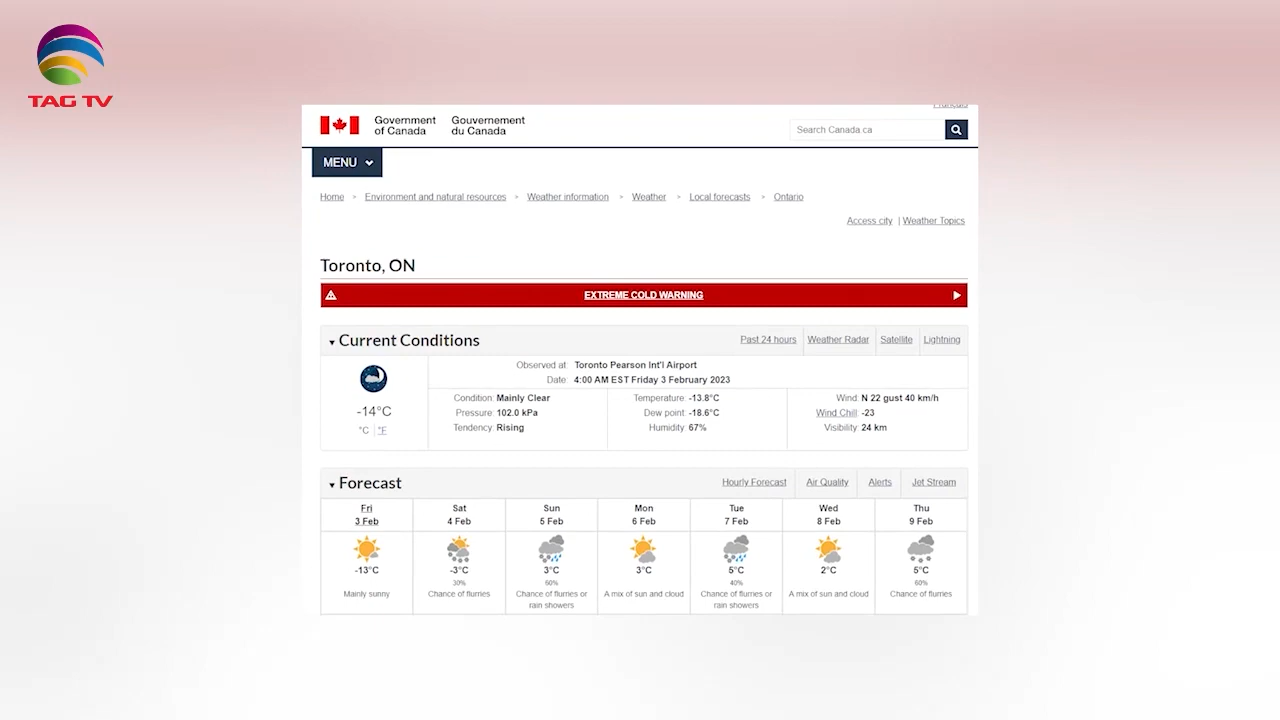 TAG TV
Français
Government of Canada
Gouvernement du Canada
Search Canada.ca
MENU
Home > Environment and natural resources > Weather information > Weather > Local forecasts > Ontario
Access city | Weather Topics
Toronto, ON
EXTREME COLD WARNING
Current Conditions
Past 24 hours
Weather Radar
Satellite
Lightning
-14°C
°C °F
Observed at: Toronto Pearson Int'l Airport
Date: 4:00 AM EST Friday 3 February 2023
Condition: Mainly Clear
Pressure: 102.0 kPa
Tendency: Rising
Temperature: -13.8°C
Dew point: -18.6°C
Humidity: 67%
Wind: N 22 gust 40 km/h
Wind Chill: -23
Visibility: 24 km
Forecast
Hourly Forecast
Air Quality
Alerts
Jet Stream
Fri
3 Feb
-13°C
Mainly sunny
Sat
4 Feb
-3°C
30%
Chance of flurries
Sun
5 Feb
3°C
60%
Chance of flurries or
rain showers
Mon
6 Feb
3°C
A mix of sun and cloud
Tue
7 Feb
5°C
40%
Chance of flurries or
rain showers
Wed
8 Feb
2°C
A mix of sun and cloud
Thu
9 Feb
5°C
60%
Chance of flurries